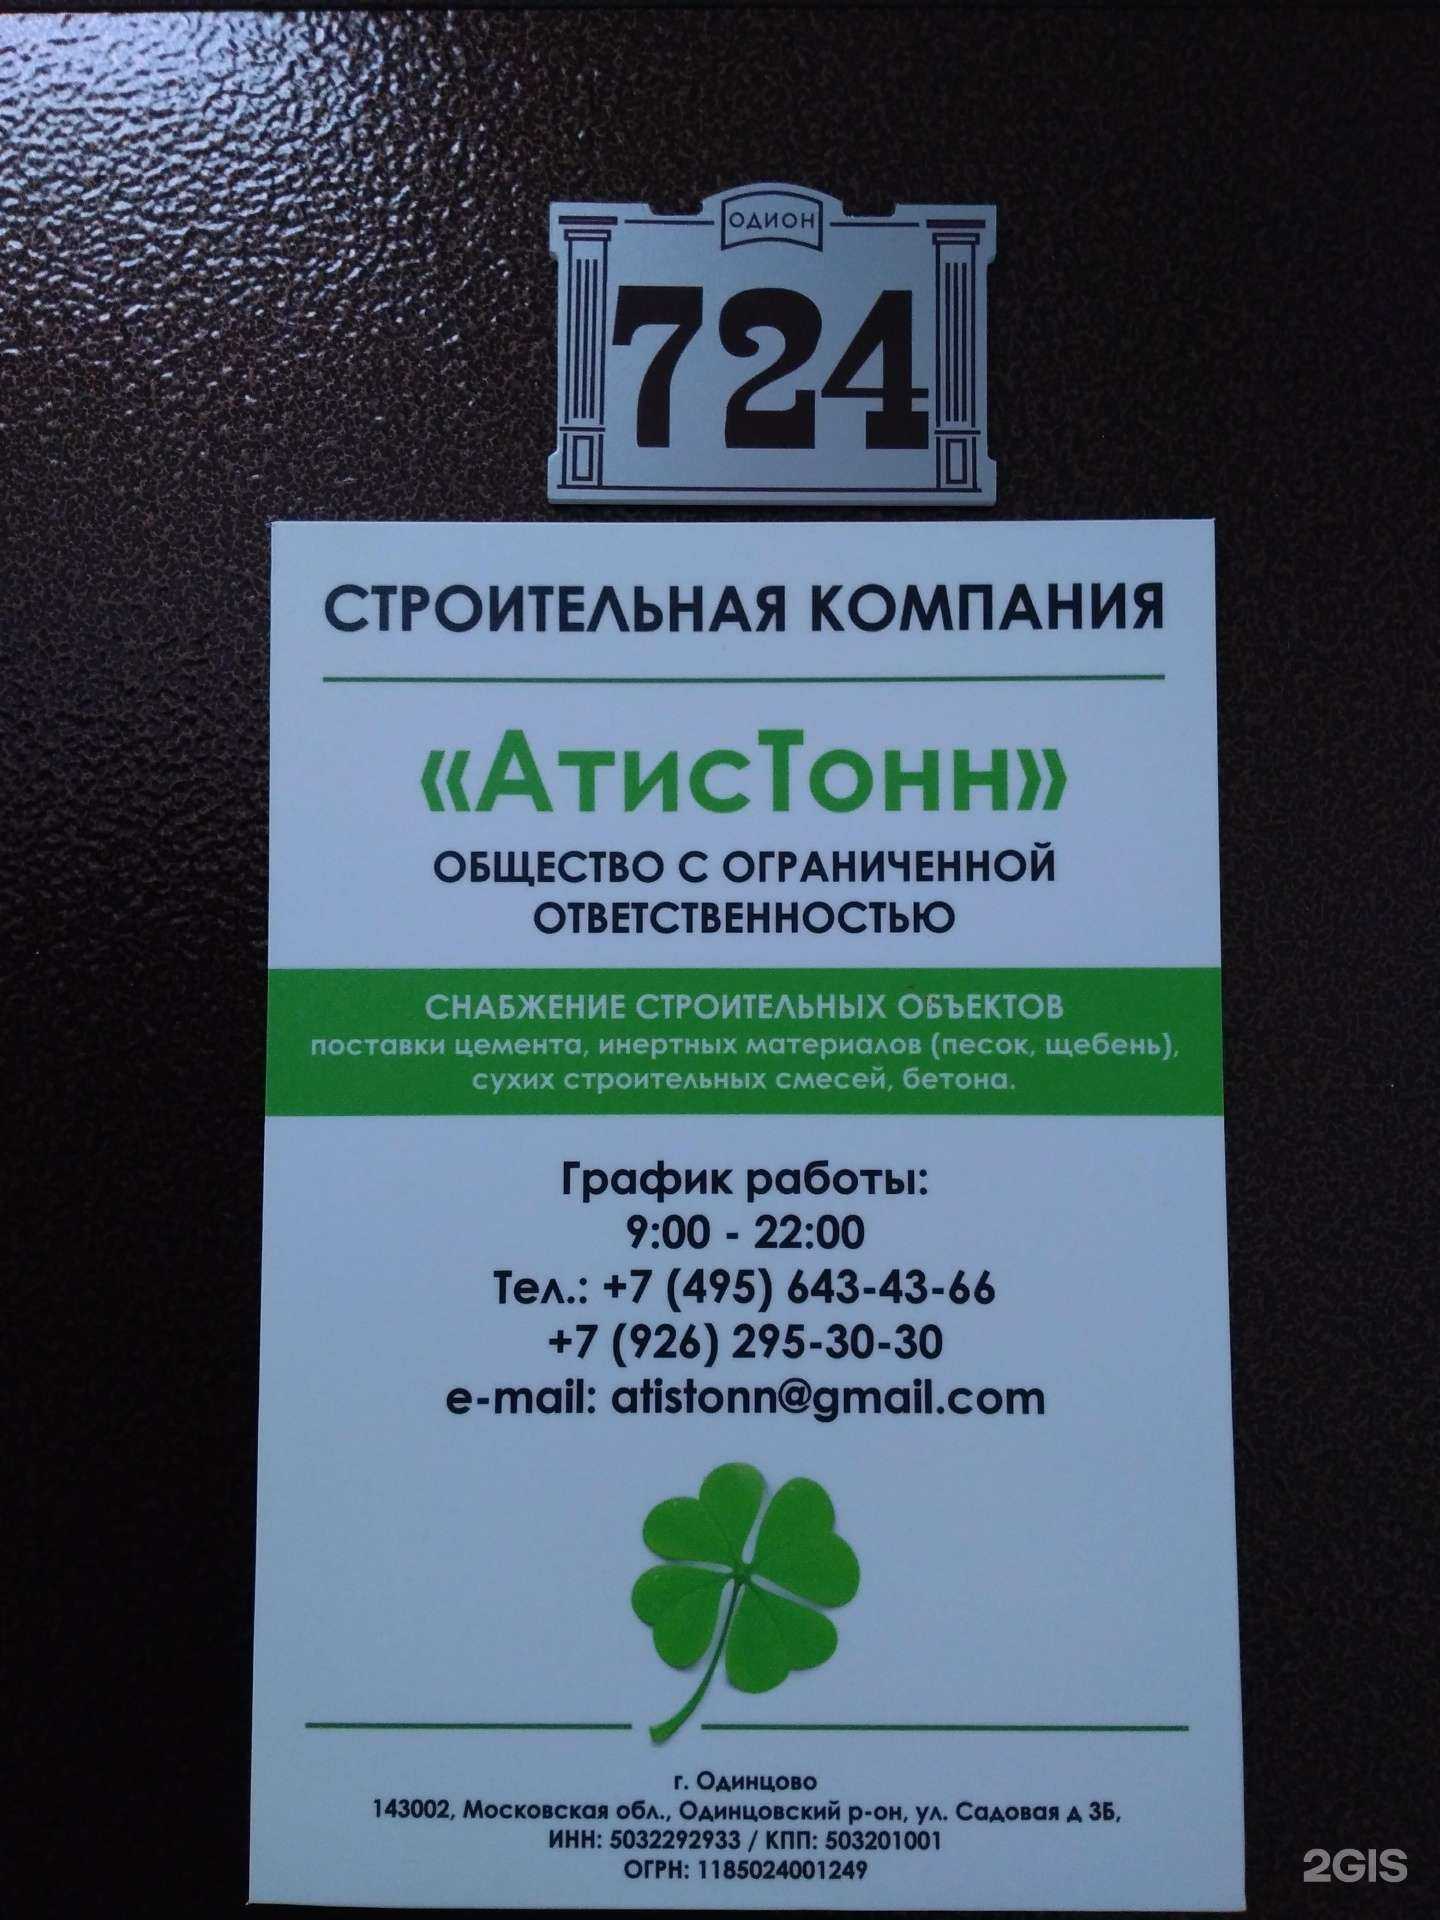 ОДИОН
724
СТРОИТЕЛЬНАЯ КОМПАНИЯ
«АтисТонн»
ОБЩЕСТВО С ОГРАНИЧЕННОЙ
ОТВЕТСТВЕННОСТЬЮ
СНАБЖЕНИЕ СТРОИТЕЛЬНЫХ ОБЪЕКТОВ
поставки цемента, инертных материалов (песок, щебень),
сухих строительных смесей, бетона.
График работы:
9:00 - 22:00
Тел.: +7 (495) 643-43-66
+7 (926) 295-30-30
e-mail: atistonn@gmail.com
г. Одинцово
143002, Московская обл., Одинцовский р-он, ул. Садовая д 3Б,
ИНН: 5032292933 / КПП: 503201001
ОГРН: 1185024001249
2GIS